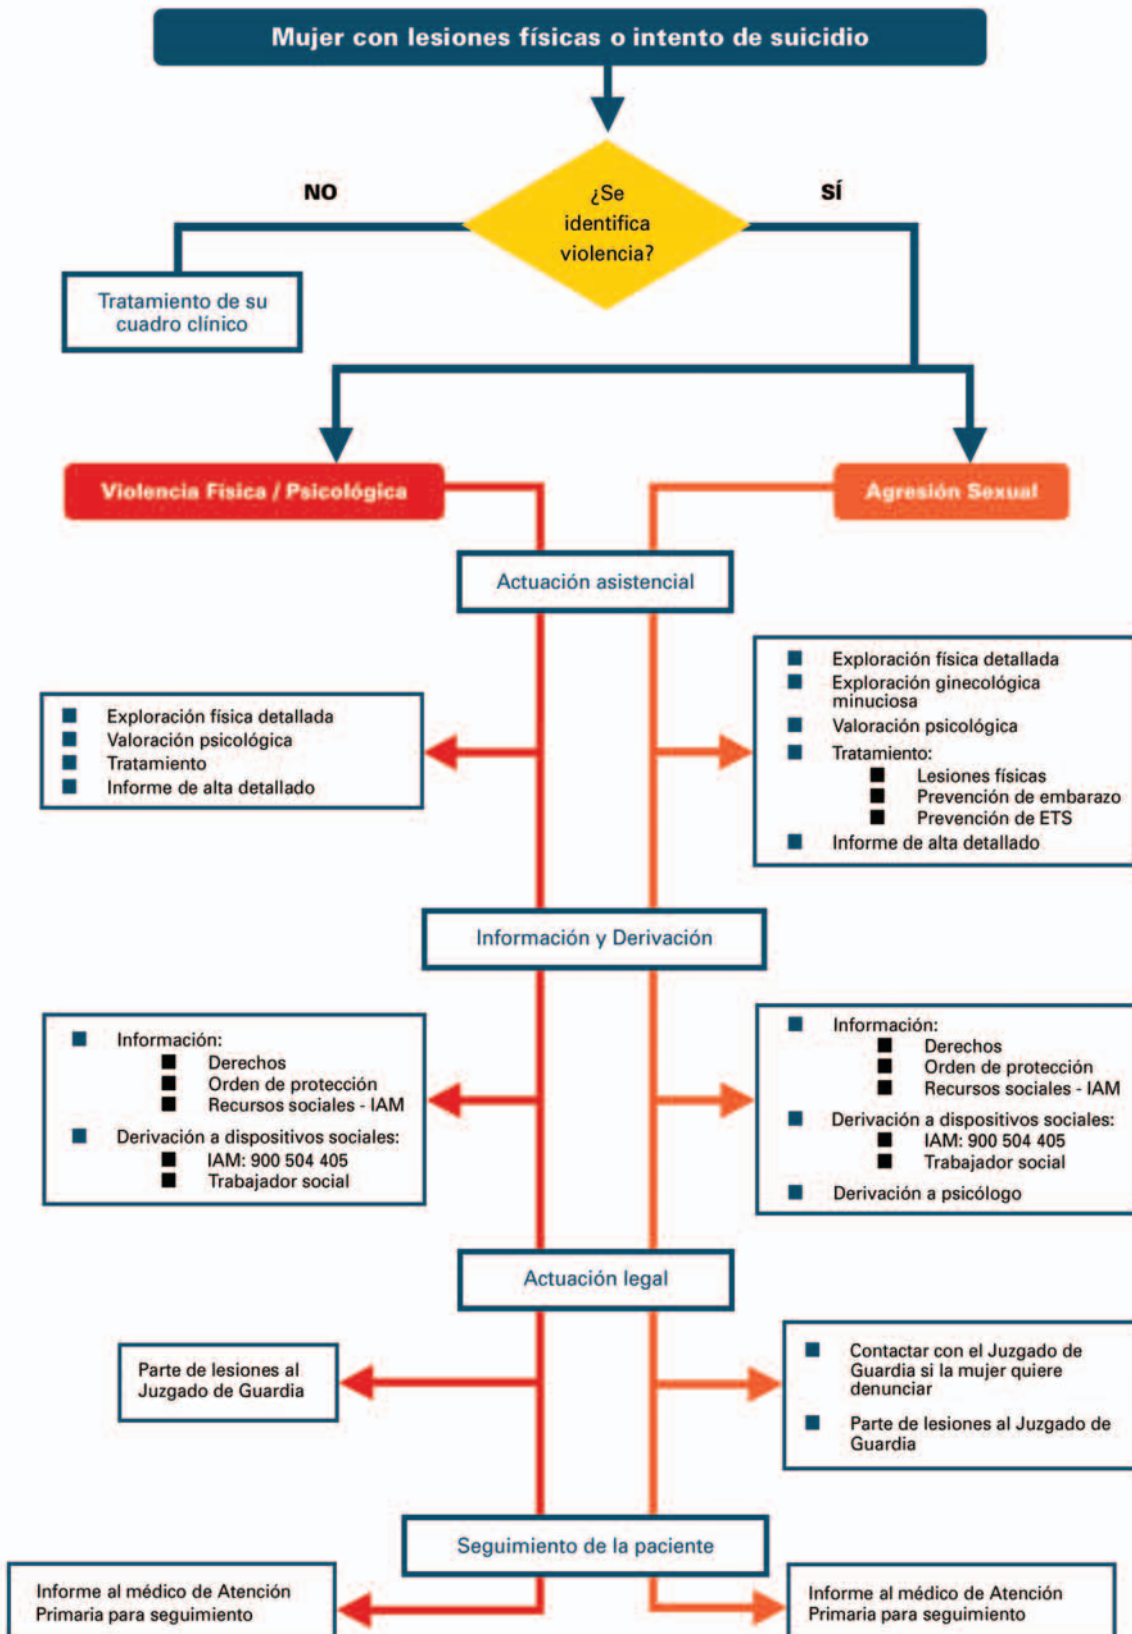 Mujer con lesiones físicas o intento de suicidio
NO
SÍ
¿Se
identifica
violencia?
Tratamiento de su
cuadro clínico
Violencia Física / Psicológica
Agresión Sexual
Actuación asistencial
Exploración física detallada
Valoración psicológica
Tratamiento
Informe de alta detallado
Exploración física detallada
Exploración ginecológica
minuciosa
Valoración psicológica
Tratamiento:
Lesiones físicas
Prevención de embarazo
Prevención de ETS
Informe de alta detallado
Información y Derivación
Información:
Derechos
Orden de protección
Recursos sociales - IAM
Derivación a dispositivos sociales:
IAM: 900 504 405
Trabajador social
Información:
Derechos
Orden de protección
Recursos sociales - IAM
Derivación a dispositivos sociales:
IAM: 900 504 405
Trabajador social
Derivación a psicólogo
Actuación legal
Parte de lesiones al
Juzgado de Guardia
Contactar con el Juzgado de
Guardia si la mujer quiere
denunciar
Parte de lesiones al Juzgado de
Guardia
Seguimiento de la paciente
Informe al médico de Atención
Primaria para seguimiento
Informe al médico de Atención
Primaria para seguimiento